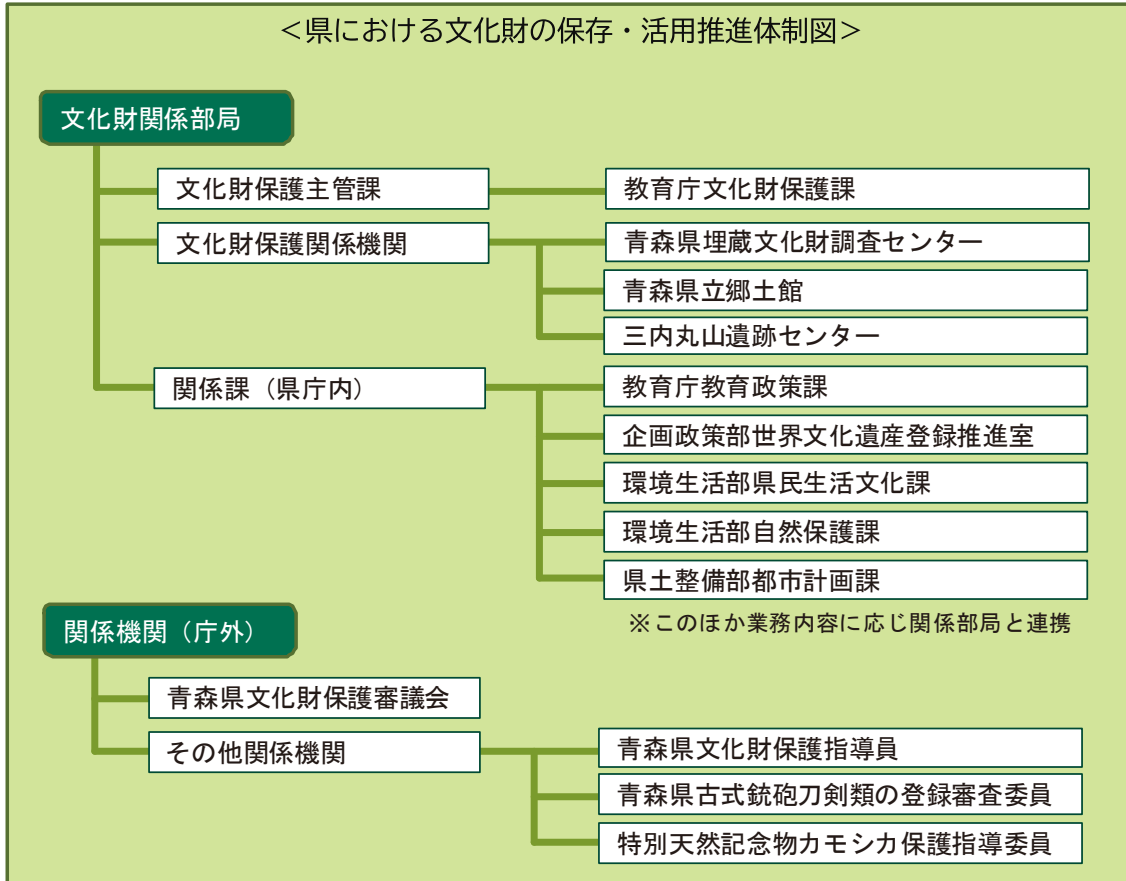 ＜県における文化財の保存・活用推進体制図＞
文化財関係部局
文化財保護主管課
教育庁文化財保護課
文化財保護関係機関
青森県埋蔵文化財調査センター
青森県立郷土館
三内丸山遺跡センター
関係課（県庁内）
教育庁教育政策課
企画政策部世界文化遺産登録推進室
環境生活部県民生活文化課
環境生活部自然保護課
県土整備部都市計画課
※このほか業務内容に応じ関係部局と連携
関係機関（庁外）
青森県文化財保護審議会
その他関係機関
青森県文化財保護指導員
青森県古式銃砲刀剣類の登録審査委員
特別天然記念物カモシカ保護指導委員